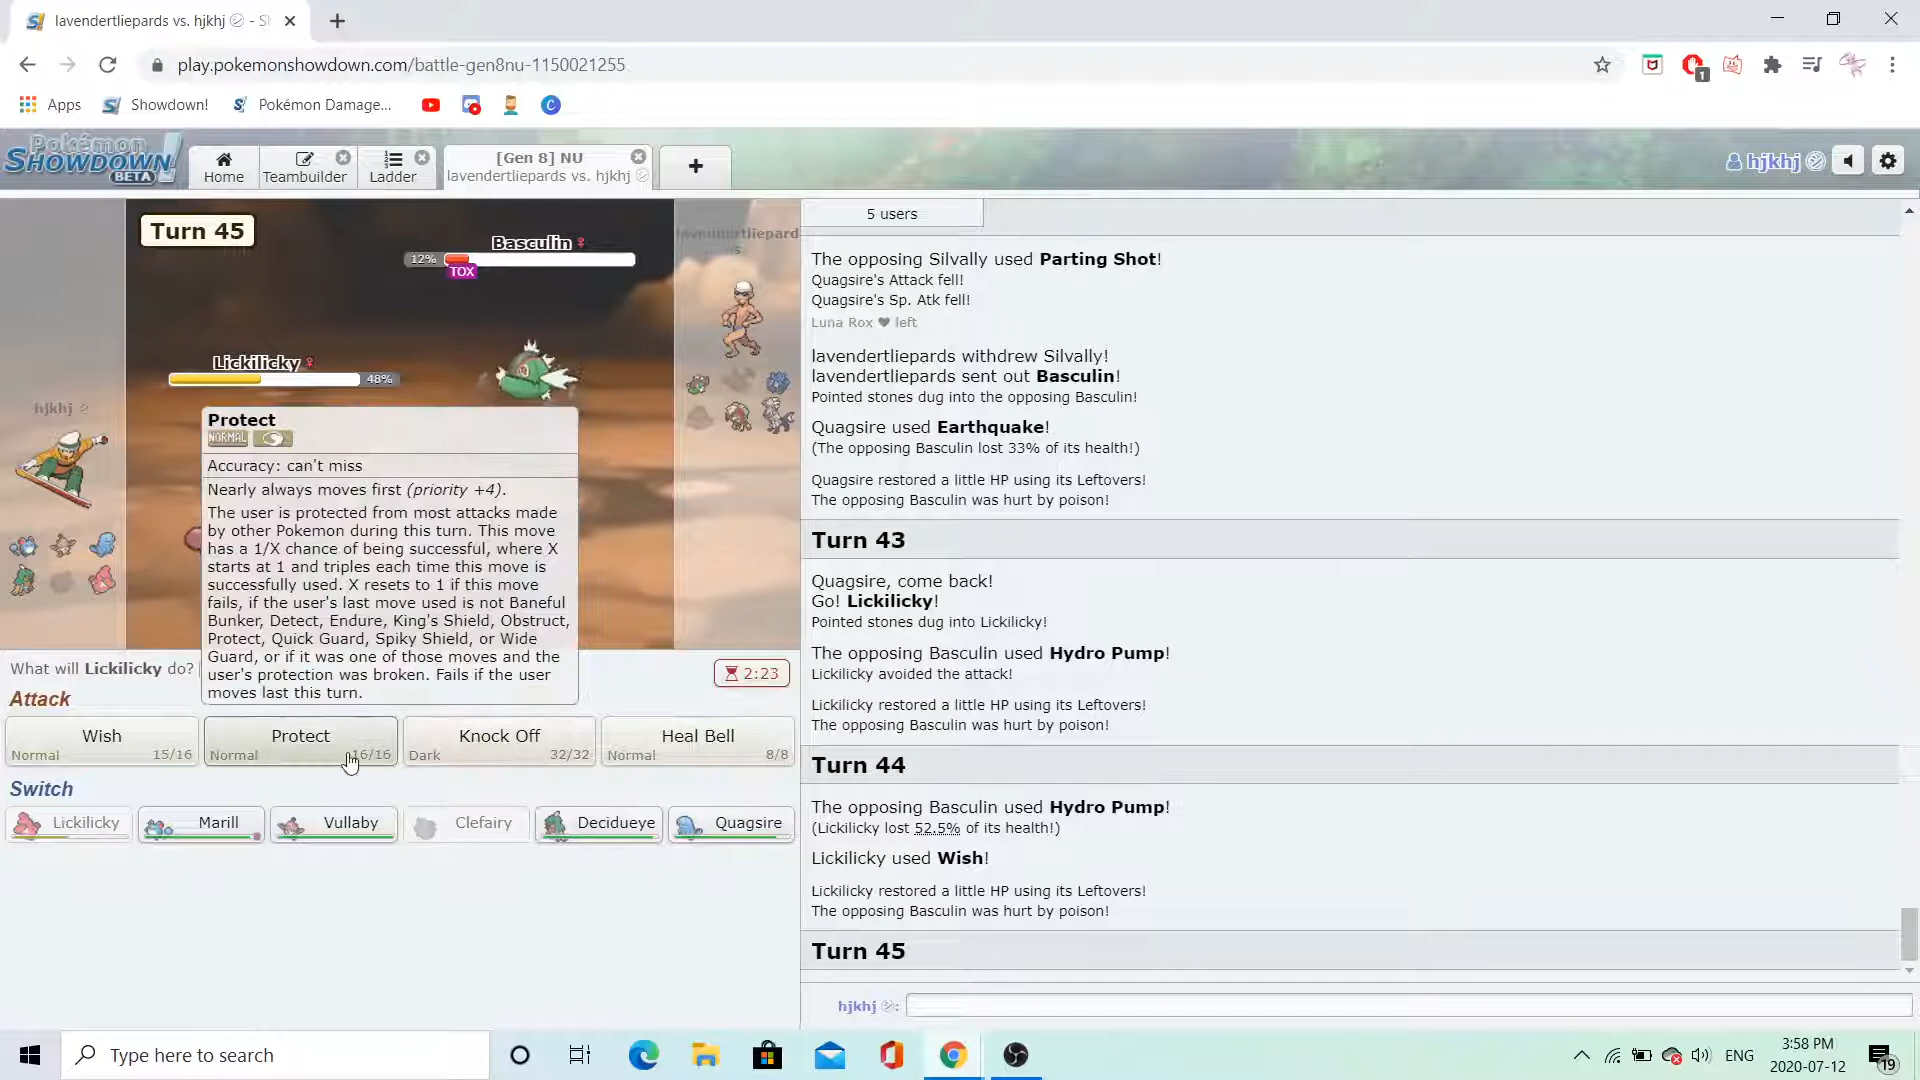 lavendertliepards vs. hjkhj
play.pokemonshowdown.com/battle-gen8nu-1150021255
1
Apps
Showdown!
Pokémon Damage...
Pokémon
SHOWDOWN!
BETA
Home
Teambuilder
Ladder
[Gen 8] NU
lavendertliepards vs. hjkhj
hjkhj
Turn 45
Basculin ♀
12%
TOX
Lickilicky ♀
48%
hjkhj
lavendertliepard
s
Protect
NORMAL
Accuracy: can't miss
Nearly always moves first (priority +4).
The user is protected from most attacks made
by other Pokemon during this turn. This move
has a 1/X chance of being successful, where X
starts at 1 and triples each time this move is
successfully used. X resets to 1 if this move
fails, if the user's last move used is not Baneful
Bunker, Detect, Endure, King's Shield, Obstruct,
Protect, Quick Guard, Spiky Shield, or Wide
Guard, or if it was one of those moves and the
user's protection was broken. Fails if the user
moves last this turn.
What will Lickilicky do?
2:23
Attack
Wish
Normal 15/16
Protect
Normal 16/16
Knock Off
Dark 32/32
Heal Bell
Normal 8/8
Switch
Lickilicky
Marill
Vullaby
Clefairy
Decidueye
Quagsire
5 users
The opposing Silvally used Parting Shot!
Quagsire's Attack fell!
Quagsire's Sp. Atk fell!
Luna Rox ♥ left
lavendertliepards withdrew Silvally!
lavendertliepards sent out Basculin!
Pointed stones dug into the opposing Basculin!
Quagsire used Earthquake!
(The opposing Basculin lost 33% of its health!)
Quagsire restored a little HP using its Leftovers!
The opposing Basculin was hurt by poison!
Turn 43
Quagsire, come back!
Go! Lickilicky!
Pointed stones dug into Lickilicky!
The opposing Basculin used Hydro Pump!
Lickilicky avoided the attack!
Lickilicky restored a little HP using its Leftovers!
The opposing Basculin was hurt by poison!
Turn 44
The opposing Basculin used Hydro Pump!
(Lickilicky lost 52.5% of its health!)
Lickilicky used Wish!
Lickilicky restored a little HP using its Leftovers!
The opposing Basculin was hurt by poison!
Turn 45
hjkhj :
Type here to search
ENG
3:58 PM
2020-07-12
19